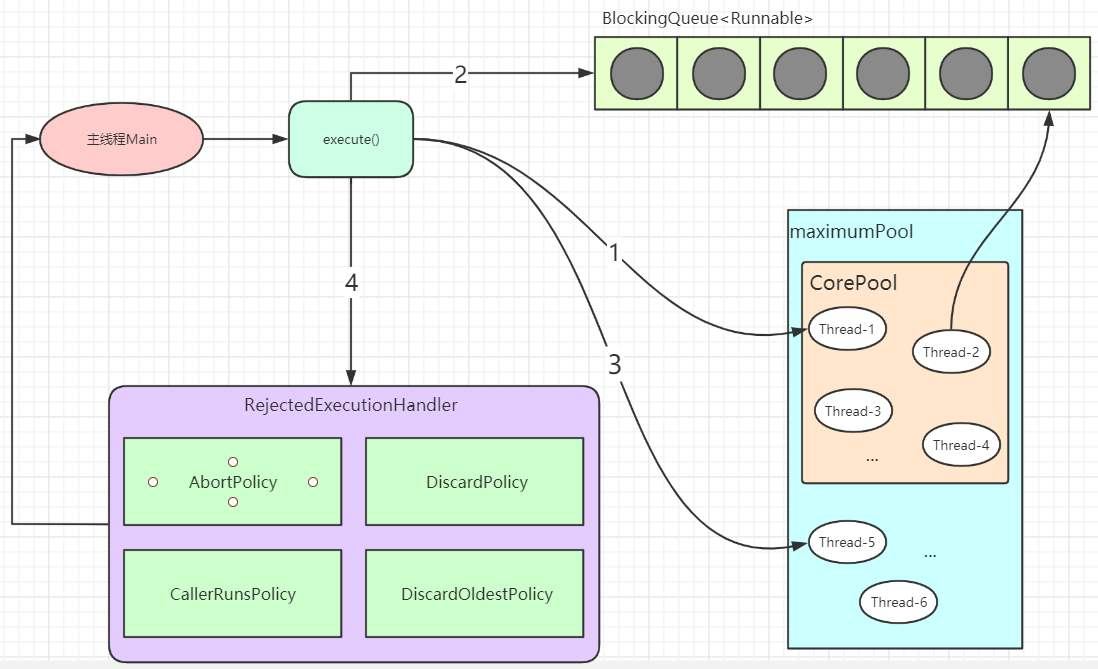 BlockingQueue<Runnable>
2
主线程Main
execute()
1
maximumPool
CorePool
4
Thread-1
Thread-2
3
Thread-3
Thread-4
...
RejectedExecutionHandler
AbortPolicy
DiscardPolicy
Thread-5
...
CallerRunsPolicy
DiscardOldestPolicy
Thread-6